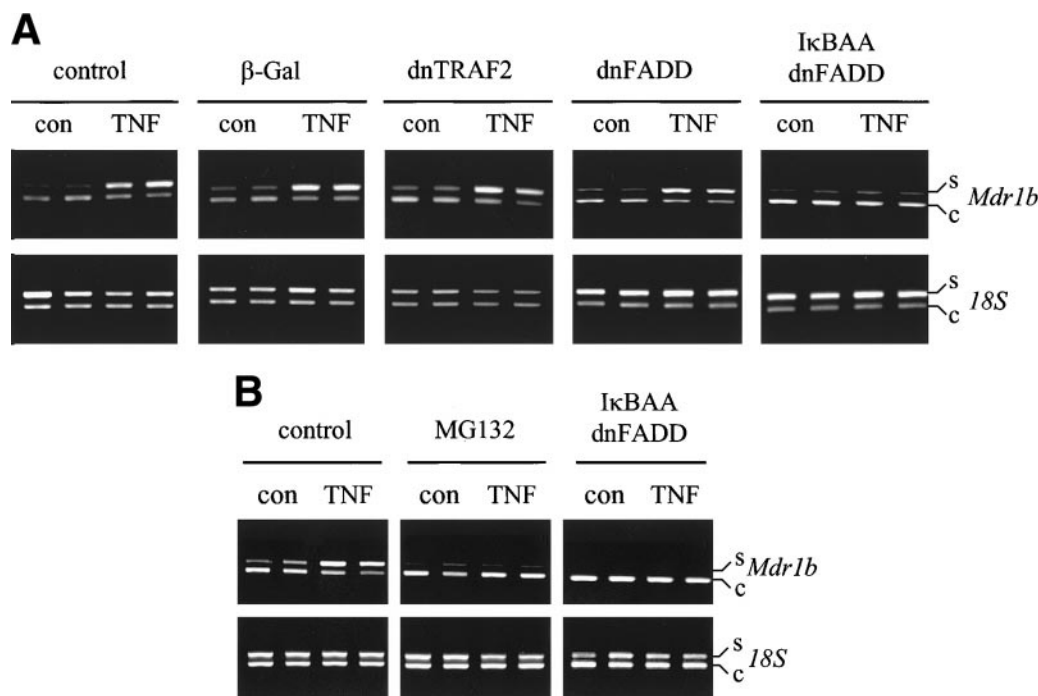 A
control β-Gal dnTRAF2 dnFADD IκBAA
dnFADD
con TNF con TNF con TNF con TNF con TNF
s
Mdr1b
c
s
18S
c
B
control MG132 IκBAA
dnFADD
con TNF con TNF con TNF
s
Mdr1b
c
s
18S
c